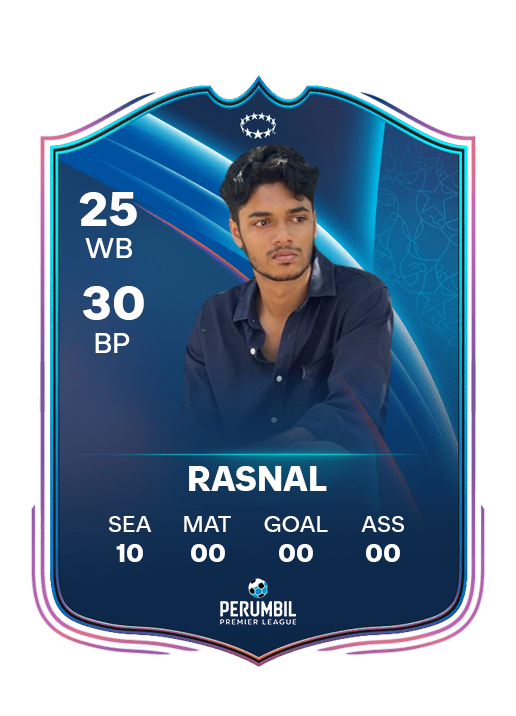 25
WB
30
BP
RASNAL
SEA MAT GOAL ASS
10 00 00 00
PERUMBIL
PREMIER LEAGUE